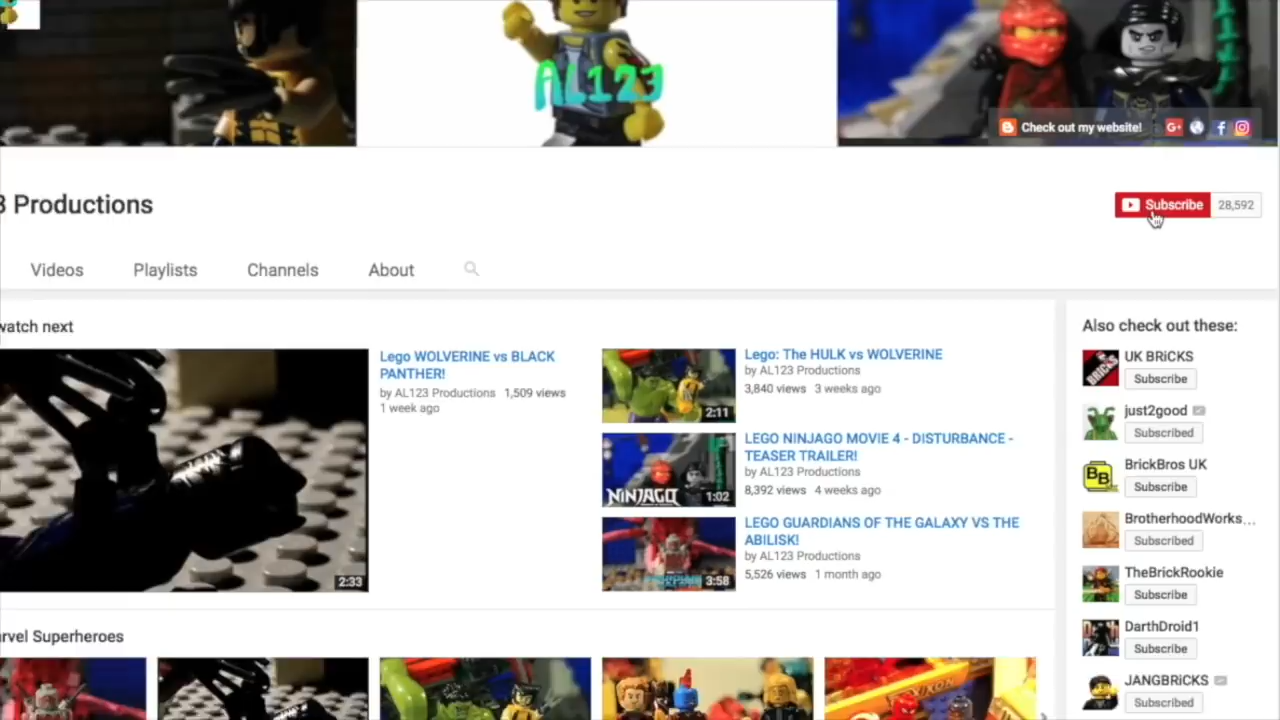 AL123
Check out my website!
3 Productions
Subscribe
28,592
Videos
Playlists
Channels
About
watch next
Lego WOLVERINE vs BLACK
PANTHER!
by AL123 Productions 1,509 views
1 week ago
2:33
Lego: The HULK vs WOLVERINE
by AL123 Productions
3,840 views 3 weeks ago
2:11
LEGO NINJAGO MOVIE 4 - DISTURBANCE -
TEASER TRAILER!
by AL123 Productions
8,392 views 4 weeks ago
NINJAGO
1:02
LEGO GUARDIANS OF THE GALAXY VS THE
ABILISK!
by AL123 Productions
5,526 views 1 month ago
3:58
Also check out these:
UK BRiCKS
Subscribe
BRICKS
just2good
Subscribed
BrickBros UK
Subscribe
BB
BrotherhoodWorks...
Subscribed
TheBrickRookie
Subscribe
DarthDroid1
Subscribe
JANGBRiCKS
Subscribed
arvel Superheroes